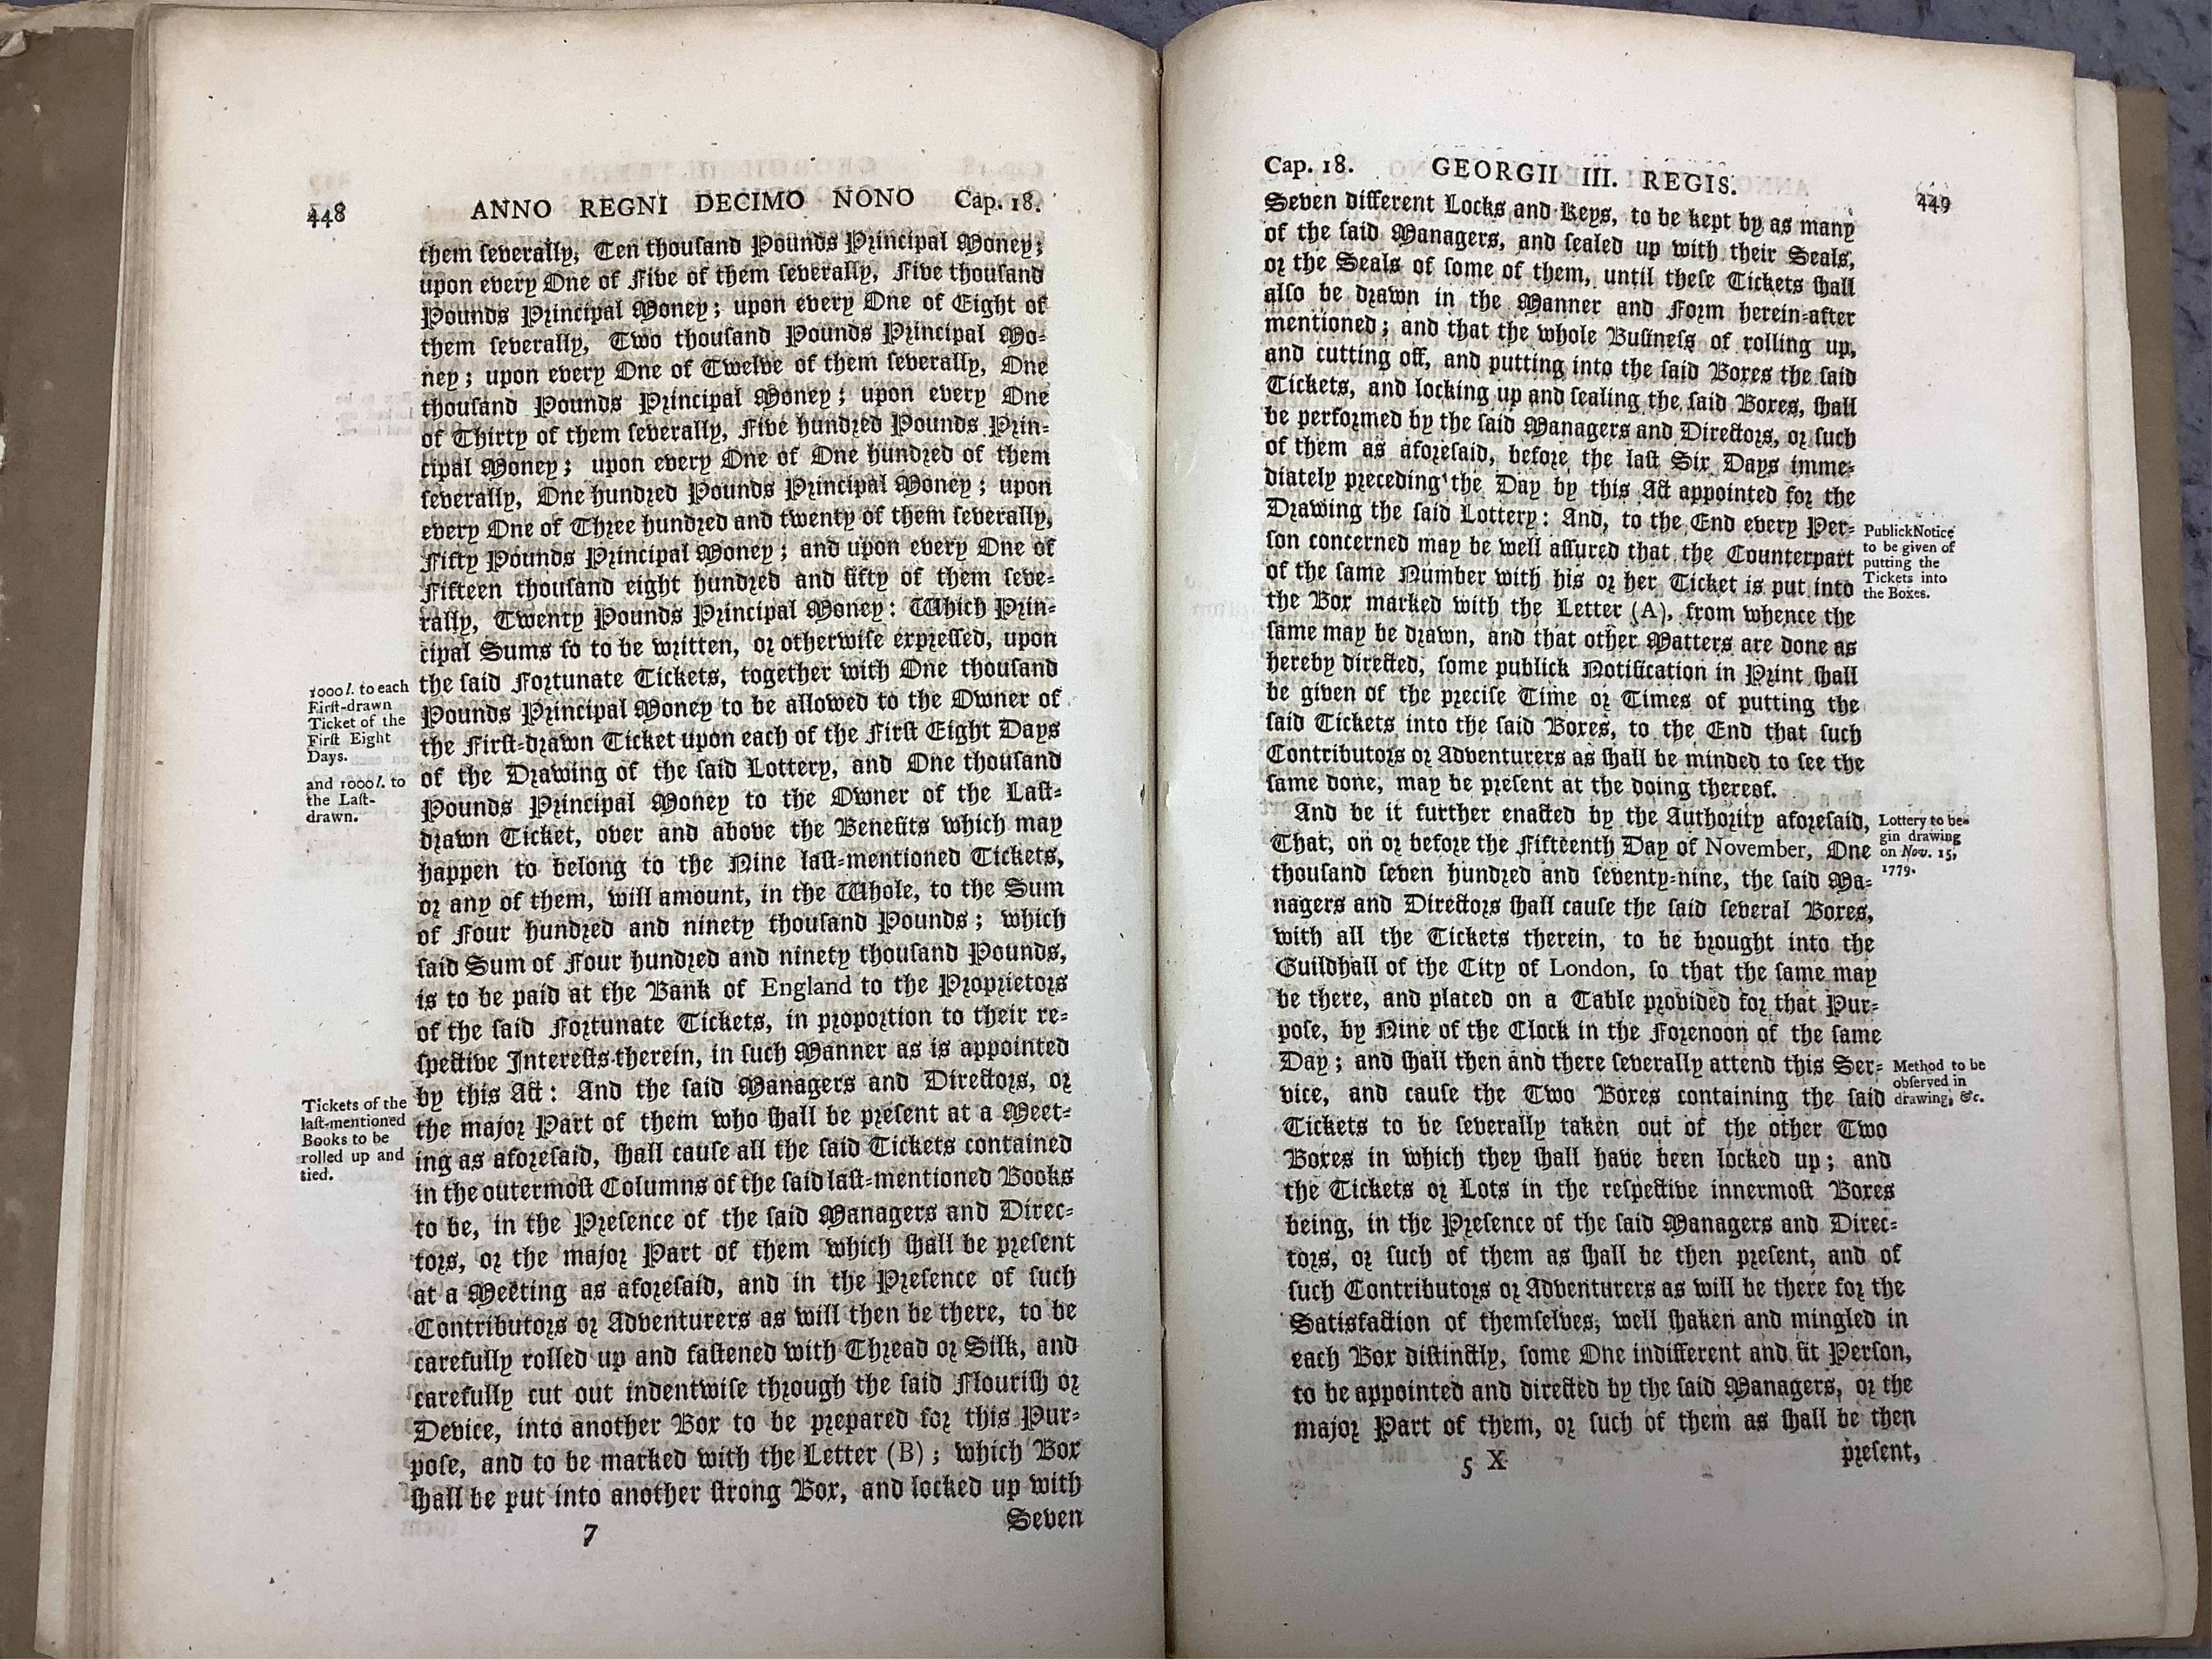 448 ANNO REGNI DECIMO NONO Cap. 18.
them ſeverally, Ten thouſand Pounds Principal Money;
upon every One of Five of them ſeverally, Five thouſand
Pounds Principal Money; upon every One of Eight of
them ſeverally, Two thouſand Pounds Principal Mo-
ney; upon every One of Twelve of them ſeverally, One
thouſand Pounds Principal Money; upon every One
of Thirty of them ſeverally, Five hundred Pounds Prin-
cipal Money; upon every One of One hundred of them
ſeverally, One hundred Pounds Principal Money; upon
every One of Three hundred and twenty of them ſeverally,
Fifty Pounds Principal Money; and upon every One of
Fifteen thouſand eight hundred and fifty of them ſeve-
rally, Twenty Pounds Principal Money: Which Prin-
cipal Sums ſo to be written, or otherwiſe expreſſed, upon
the ſaid Fortunate Tickets, together with One thouſand
Pounds Principal Money to be allowed to the Owner of
the Firſt-drawn Ticket upon each of the Firſt Eight Days
of the Drawing of the ſaid Lottery, and One thouſand
Pounds Principal Money to the Owner of the Laſt-
drawn Ticket, over and above the Benefits which may
happen to belong to the Nine laſt-mentioned Tickets,
or any of them, will amount, in the Whole, to the Sum
of Four hundred and ninety thouſand Pounds; which
ſaid Sum of Four hundred and ninety thouſand Pounds,
is to be paid at the Bank of England to the Proprietors
of the ſaid Fortunate Tickets, in proportion to their re-
ſpective Intereſts therein, in ſuch Manner as is appointed
by this Act: And the ſaid Managers and Directors, or
the major Part of them who ſhall be preſent at a Meet-
ing as aforeſaid, ſhall cauſe all the ſaid Tickets contained
in the outermoſt Columns of the ſaid laſt-mentioned Books
to be, in the Preſence of the ſaid Managers and Direc-
tors, or the major Part of them which ſhall be preſent
at a Meeting as aforeſaid, and in the Preſence of ſuch
Contributors or Adventurers as will then be there, to be
carefully rolled up and faſtened with Thread or Silk, and
carefully cut out indentwiſe through the ſaid Flouriſh or
Device, into another Box to be prepared for this Pur-
poſe, and to be marked with the Letter (B); which Box
ſhall be put into another ſtrong Box, and locked up with
7 Seven
1000 l. to each
Firſt-drawn
Ticket of the
Firſt Eight
Days.
and 1000 l. to
the Laſt-
drawn.
Tickets of the
laſt-mentioned
Books to be
rolled up and
tied.
Cap. 18. GEORGII III. REGIS. 449
Seven different Locks and Keys, to be kept by as many
of the ſaid Managers, and ſealed up with their Seals,
or the Seals of ſome of them, until theſe Tickets ſhall
alſo be drawn in the Manner and Form herein-after
mentioned; and that the whole Buſineſs of rolling up,
and cutting off, and putting into the ſaid Boxes the ſaid
Tickets, and locking up and ſealing the ſaid Boxes, ſhall
be performed by the ſaid Managers and Directors, or ſuch
of them as aforeſaid, before the laſt Six Days imme-
diately preceding the Day by this Act appointed for the
Drawing the ſaid Lottery: And, to the End every Per-
ſon concerned may be well aſſured that the Counterpart
of the ſame Number with his or her Ticket is put into
the Box marked with the Letter (A), from whence the
ſame may be drawn, and that other Matters are done as
hereby directed, ſome publick Notification in Print ſhall
be given of the preciſe Time or Times of putting the
ſaid Tickets into the ſaid Boxes, to the End that ſuch
Contributors or Adventurers as ſhall be minded to ſee the
ſame done, may be preſent at the doing thereof.
And be it further enacted by the Authority aforeſaid,
That, on or before the Fifteenth Day of November, One
thouſand ſeven hundred and ſeventy-nine, the ſaid Ma-
nagers and Directors ſhall cauſe the ſaid ſeveral Boxes,
with all the Tickets therein, to be brought into the
Guildhall of the City of London, ſo that the ſame may
be there, and placed on a Table provided for that Pur-
poſe, by Nine of the Clock in the Forenoon of the ſame
Day; and ſhall then and there ſeverally attend this Ser-
vice, and cauſe the Two Boxes containing the ſaid
Tickets to be ſeverally taken out of the other Two
Boxes in which they ſhall have been locked up; and
the Tickets or Lots in the reſpective innermoſt Boxes
being, in the Preſence of the ſaid Managers and Direc-
tors, or ſuch of them as ſhall be then preſent, and of
ſuch Contributors or Adventurers as will be there for the
Satisfaction of themſelves, well ſhaken and mingled in
each Box diſtinctly, ſome One indifferent and fit Perſon,
to be appointed and directed by the ſaid Managers, or the
major Part of them, or ſuch of them as ſhall be then
5 X preſent,
Publick Notice
to be given of
putting the
Tickets into
the Boxes.
Lottery to be-
gin drawing
on Nov. 15,
1779.
Method to be
obſerved in
drawing, &c.